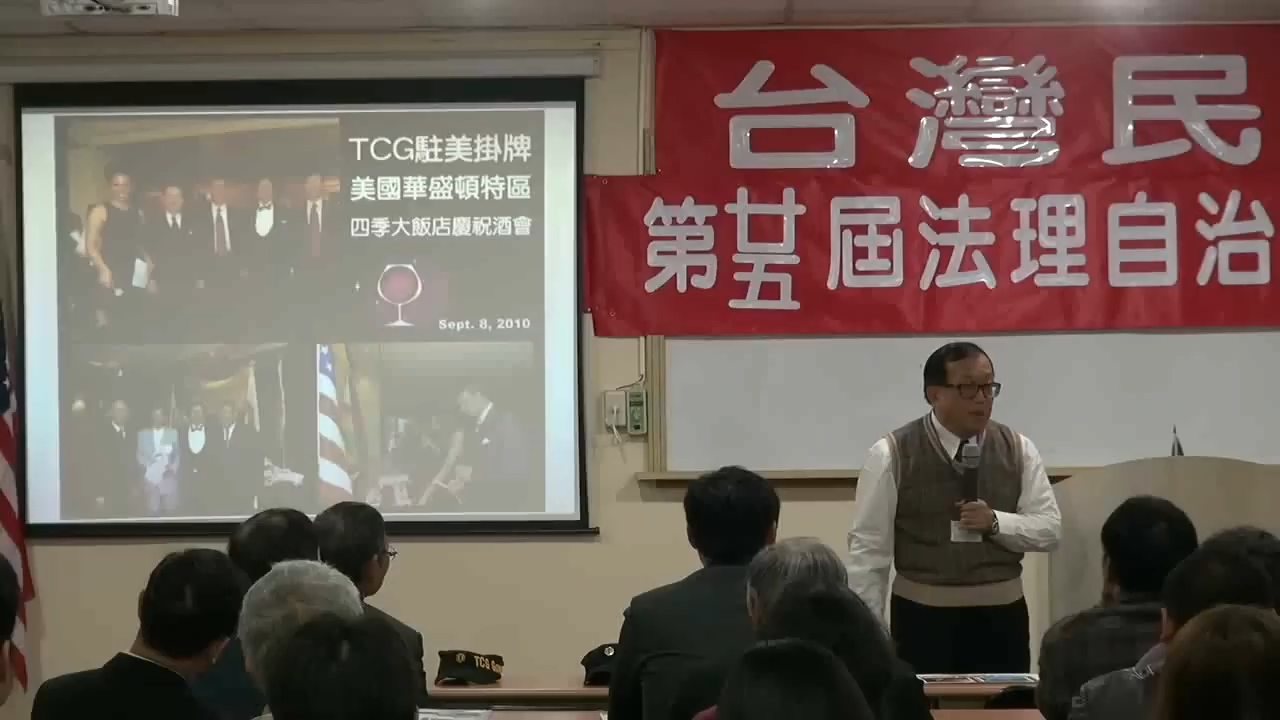 TCG駐美掛牌
美國華盛頓特區
四季大飯店慶祝酒會
Sept. 8, 2010
台灣民
第廿五屆法理自治
TCG